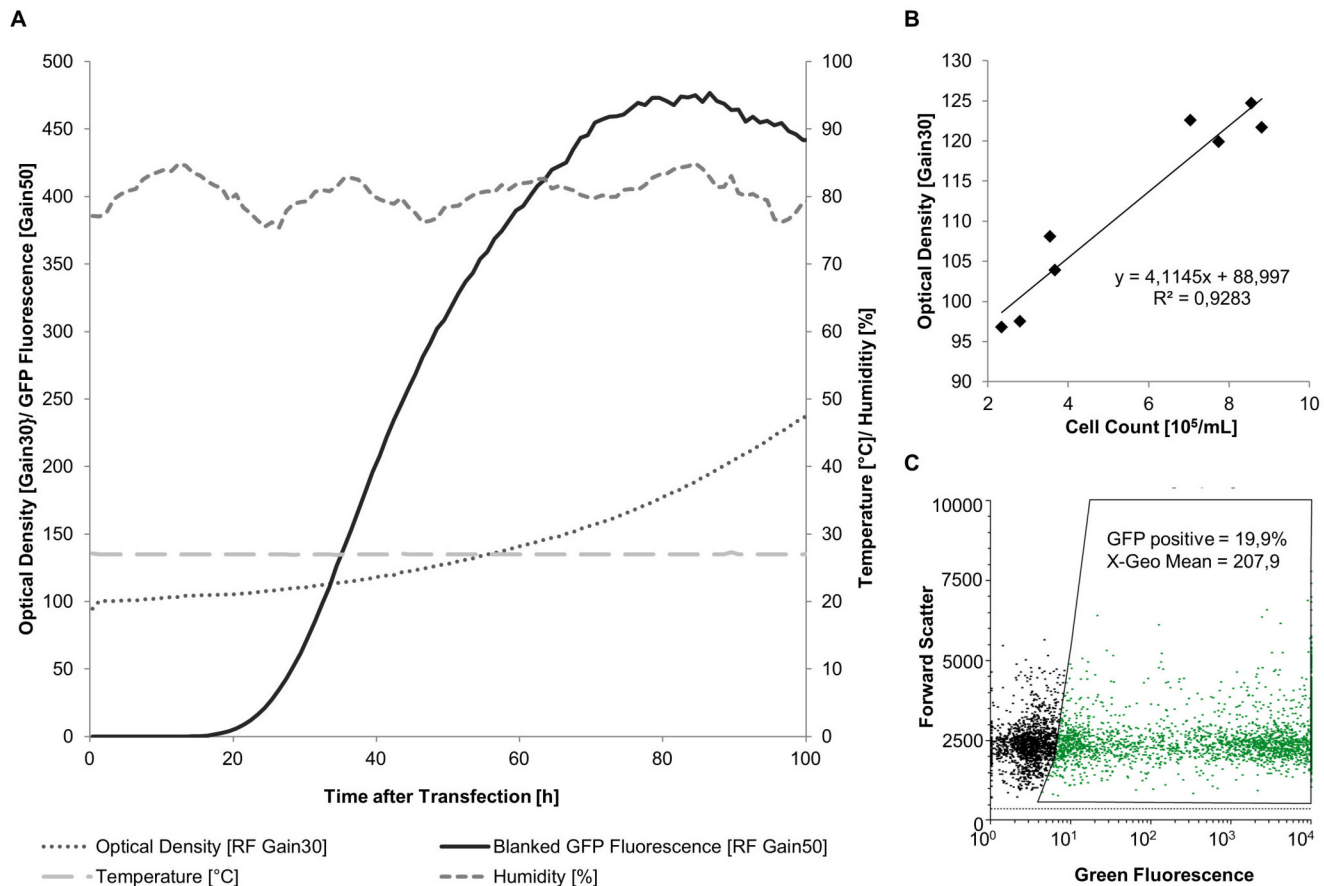 A
Optical Density [Gain30}/ GFP Fluorescence [Gain50]
500
450
400
350
300
250
200
150
100
50
0
100
90
80
70
60
50
40
30
20
10
0
Temperature [°C]/ Humiditiy [%]
0 20 40 60 80 100
Time after Transfection [h]
Optical Density [RF Gain30]
Blanked GFP Fluorescence [RF Gain50]
Temperature [°C]
Humidity [%]
B
Optical Density [Gain30]
130
125
120
115
110
105
100
95
90
y = 4,1145x + 88,997
R² = 0,9283
2 4 6 8 10
Cell Count [10⁵/mL]
C
Forward Scatter
10000
7500
5000
2500
0
GFP positive = 19,9%
X-Geo Mean = 207,9
10⁰ 10¹ 10² 10³ 10⁴
Green Fluorescence